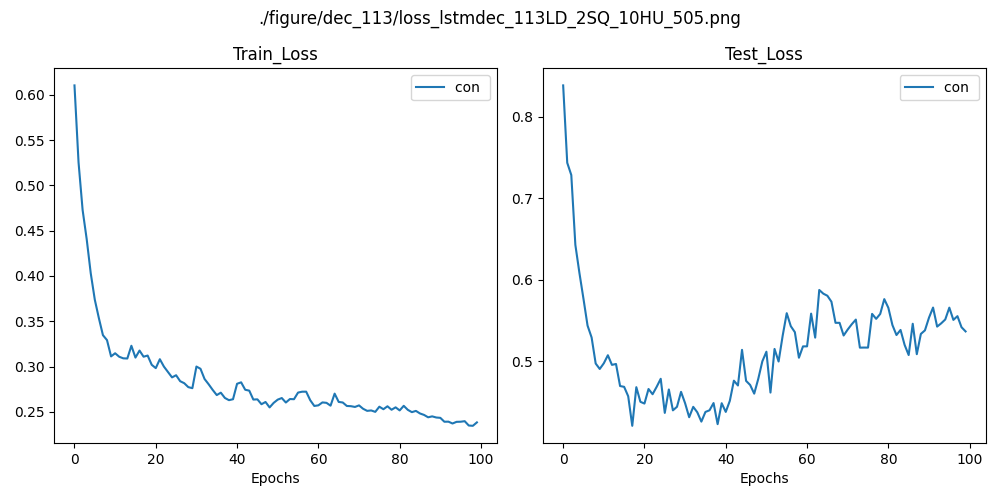 ./figure/dec_113/loss_lstmdec_113LD_2SQ_10HU_505.png
Train_Loss
con
0.60
0.55
0.50
0.45
0.40
0.35
0.30
0.25
0 20 40 60 80 100
Epochs
Test_Loss
con
0.8
0.7
0.6
0.5
0 20 40 60 80 100
Epochs